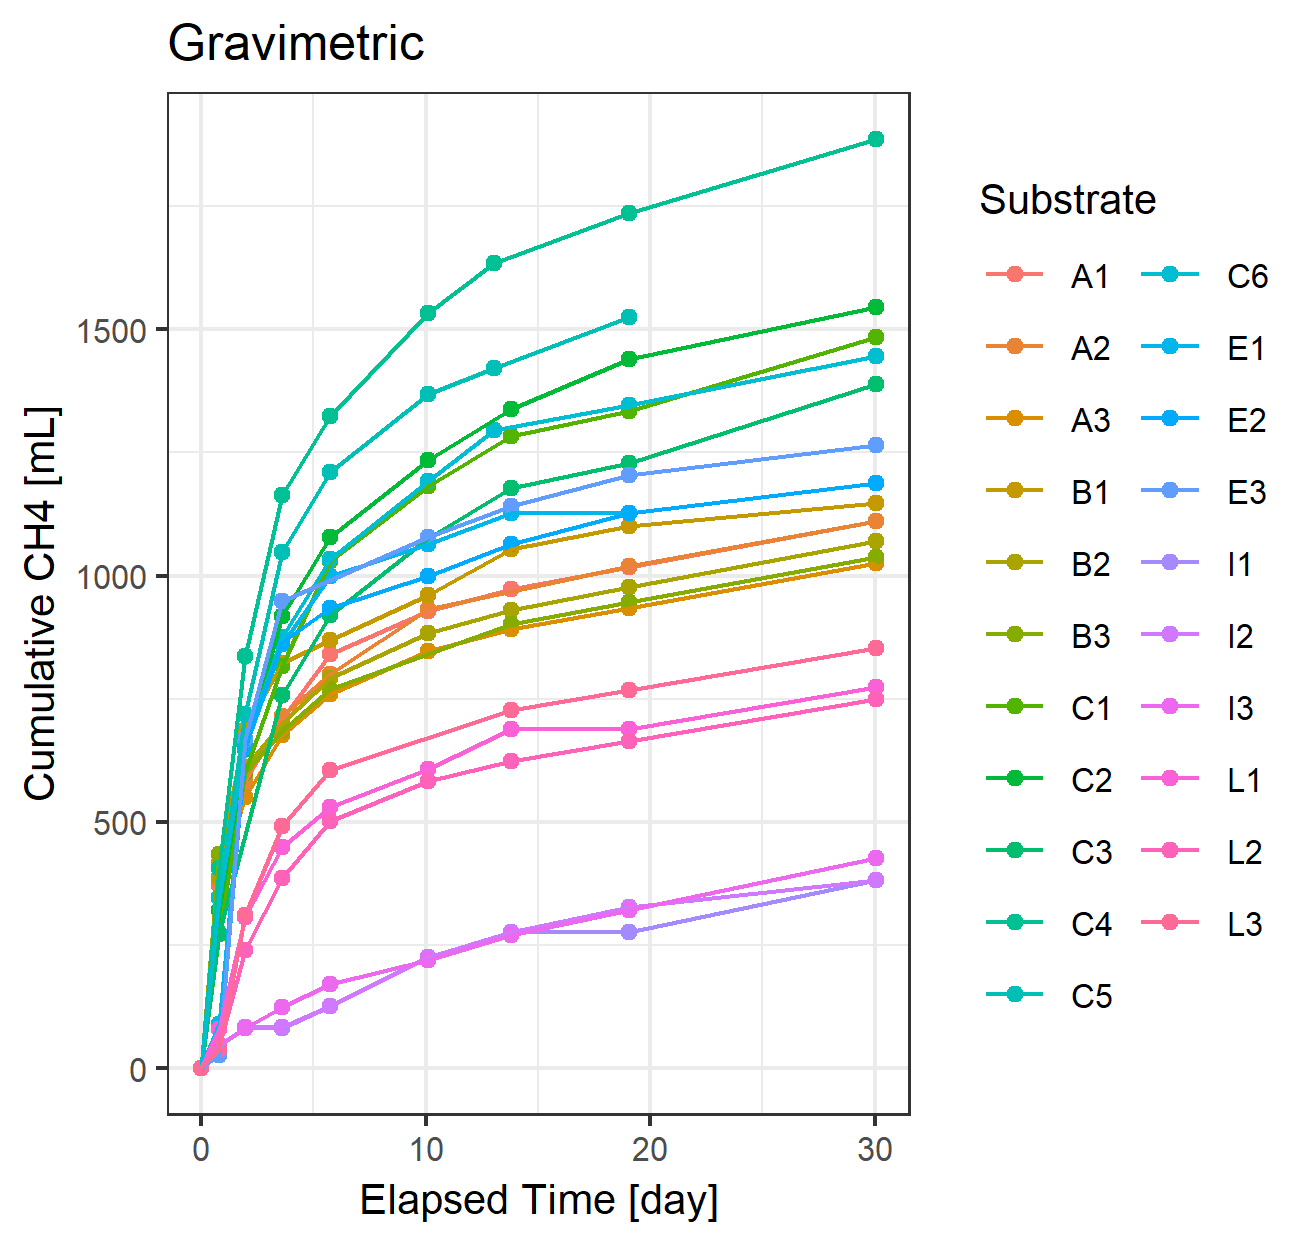 Gravimetric
Cumulative CH4 [mL]
1500
1000
500
0
0 10 20 30
Elapsed Time [day]
Substrate
A1
A2
A3
B1
B2
B3
C1
C2
C3
C4
C5
C6
E1
E2
E3
I1
I2
I3
L1
L2
L3